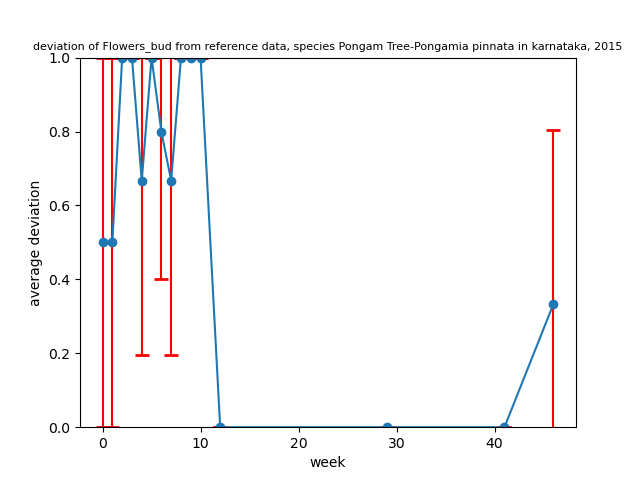 deviation of Flowers_bud from reference data, species Pongam Tree-Pongamia pinnata in karnataka, 2015
1.0
0.8
0.6
0.4
0.2
0.0
average deviation
0 10 20 30 40
week